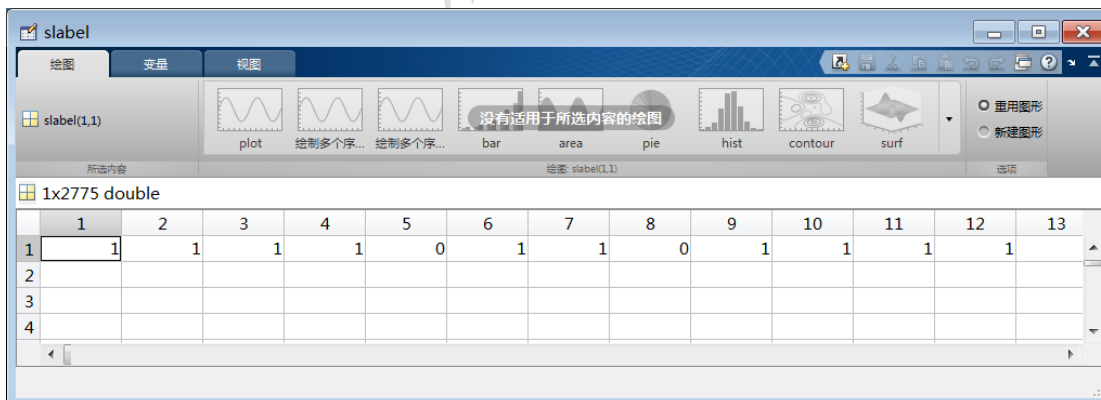 slabel
绘图 变量 视图
slabel(1,1)
没有适用于所选内容的绘图
plot 绘制多个序... 绘制多个序... bar area pie hist contour surf
重用图形
新建图形
所选内容 绘图: slabel(1,1) 选项
1x2775 double
1 2 3 4 5 6 7 8 9 10 11 12 13
1 1 1 1 1 0 1 1 0 1 1 1 1
2
3
4